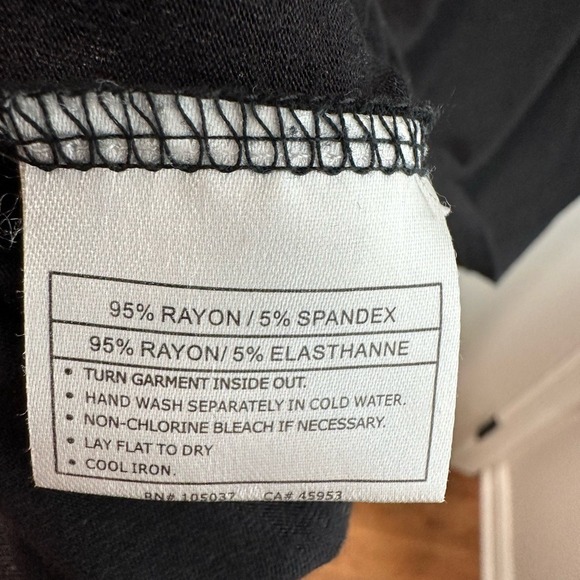 95% RAYON / 5% SPANDEX
95% RAYON/ 5% ELASTHANNE
• TURN GARMENT INSIDE OUT.
• HAND WASH SEPARATELY IN COLD WATER.
• NON-CHLORINE BLEACH IF NECESSARY.
• LAY FLAT TO DRY
• COOL IRON.
RN# 105037 CA# 45953